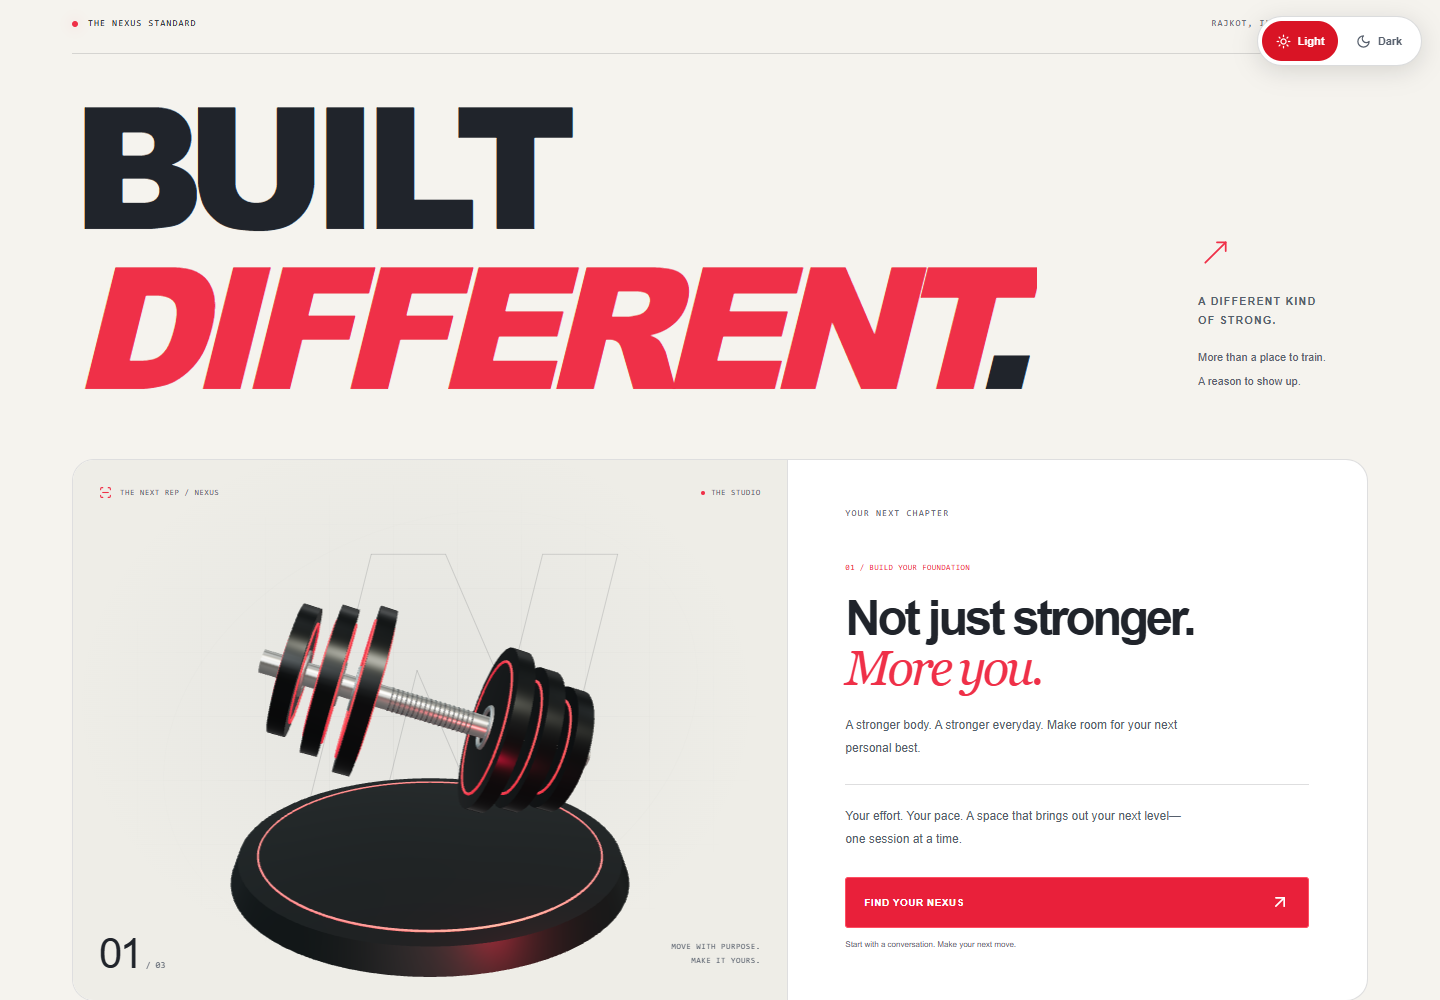 THE NEXUS STANDARD
RAJKOT,
Light
Dark
BUILT
DIFFERENT.
A DIFFERENT KIND
OF STRONG.
More than a place to train.
A reason to show up.
THE NEXT REP / NEXUS
THE STUDIO
01 / 03
MOVE WITH PURPOSE.
MAKE IT YOURS.
YOUR NEXT CHAPTER
01 / BUILD YOUR FOUNDATION
Not just stronger.
More you.
A stronger body. A stronger everyday. Make room for your next
personal best.
Your effort. Your pace. A space that brings out your next level—
one session at a time.
FIND YOUR NEXUS
Start with a conversation. Make your next move.